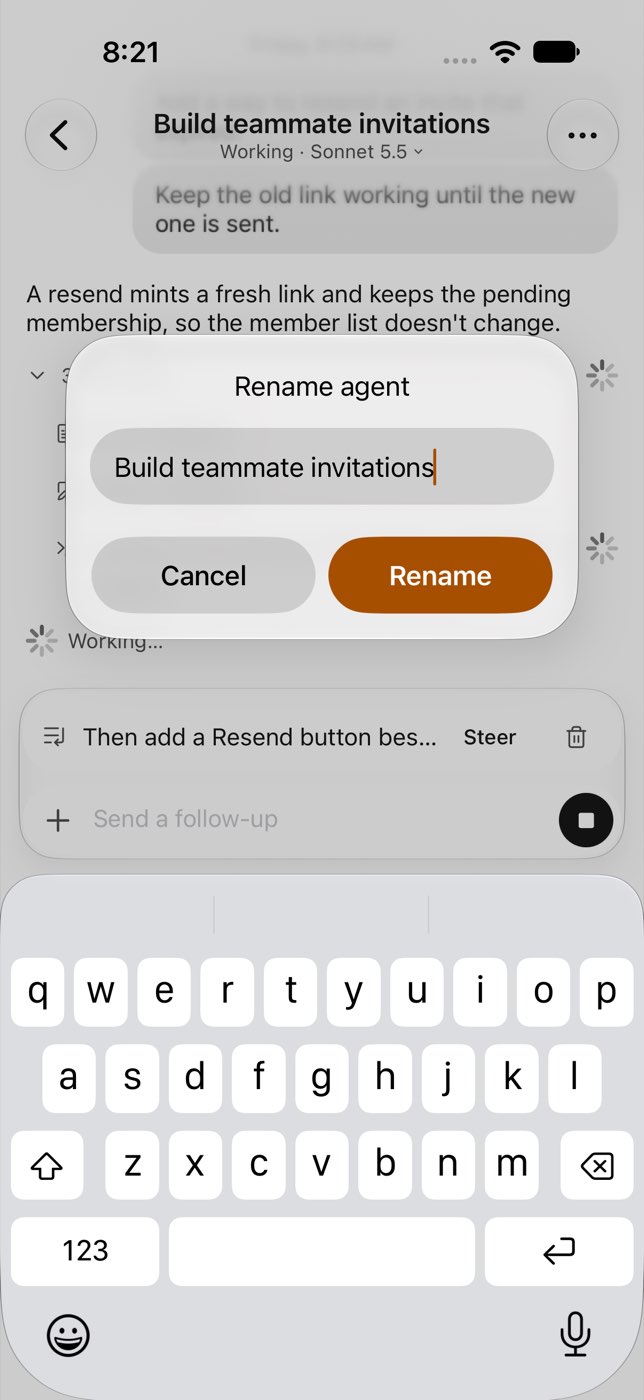 8:21
Build teammate invitations
Working · Sonnet 5.5
Keep the old link working until the new
one is sent.
A resend mints a fresh link and keeps the pending
membership, so the member list doesn't change.
Rename agent
Build teammate invitations
Cancel
Rename
Working...
Then add a Resend button bes...
Steer
Send a follow-up
q w e r t y u i o p
a s d f g h j k l
z x c v b n m
123